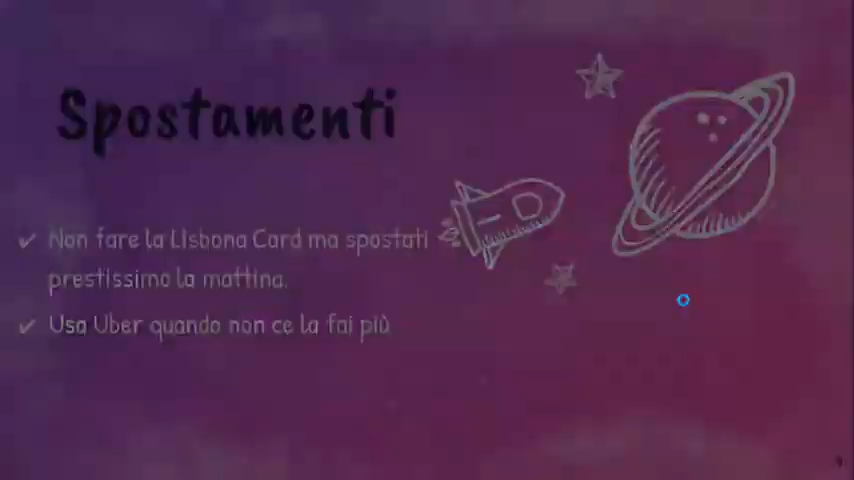 Spostamenti
✔ Non fare la LIsbona Card ma spostati
prestissimo la mattina.
✔ Usa Uber quando non ce la fai più